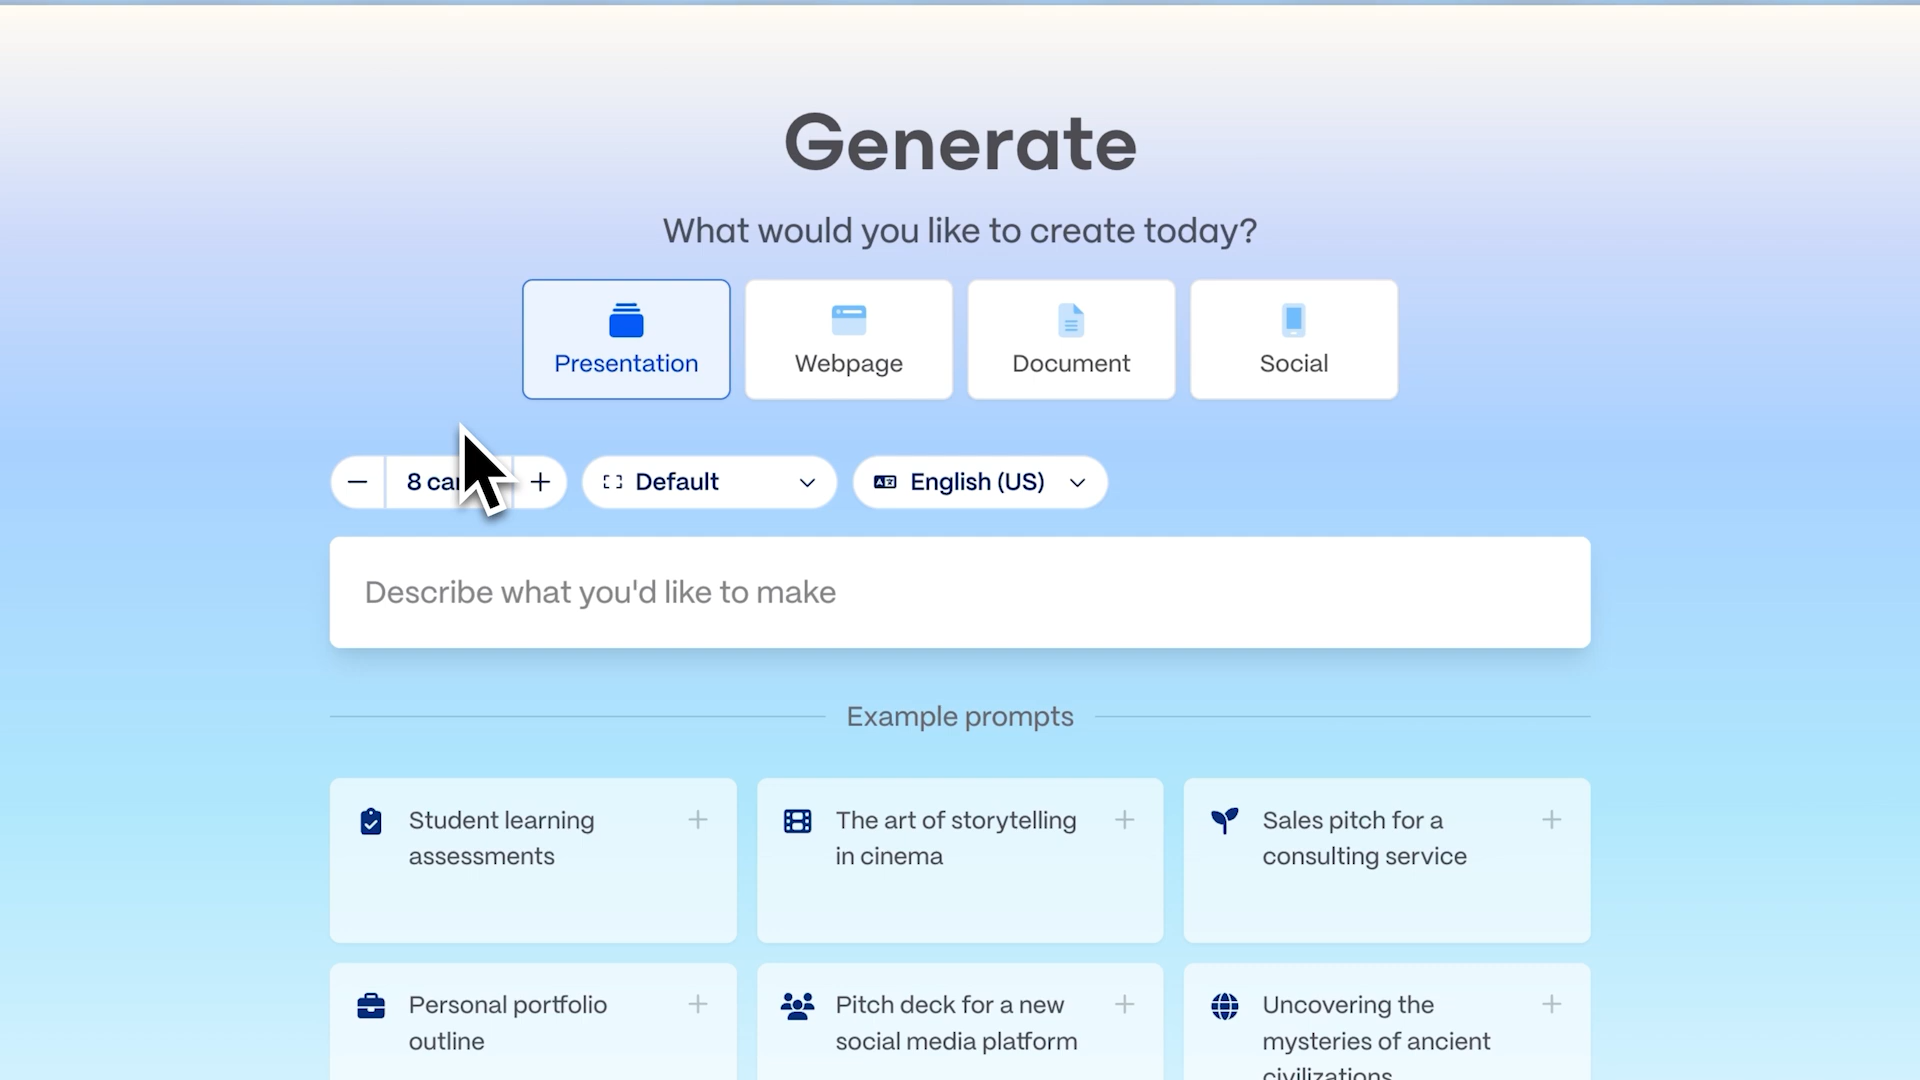 Generate
What would you like to create today?
Presentation
Webpage
Document
Social
8
Default
English (US)
Describe what you'd like to make
Example prompts
Student learning
assessments
The art of storytelling
in cinema
Sales pitch for a
consulting service
Personal portfolio
outline
Pitch deck for a new
social media platform
Uncovering the
mysteries of ancient
civilizations